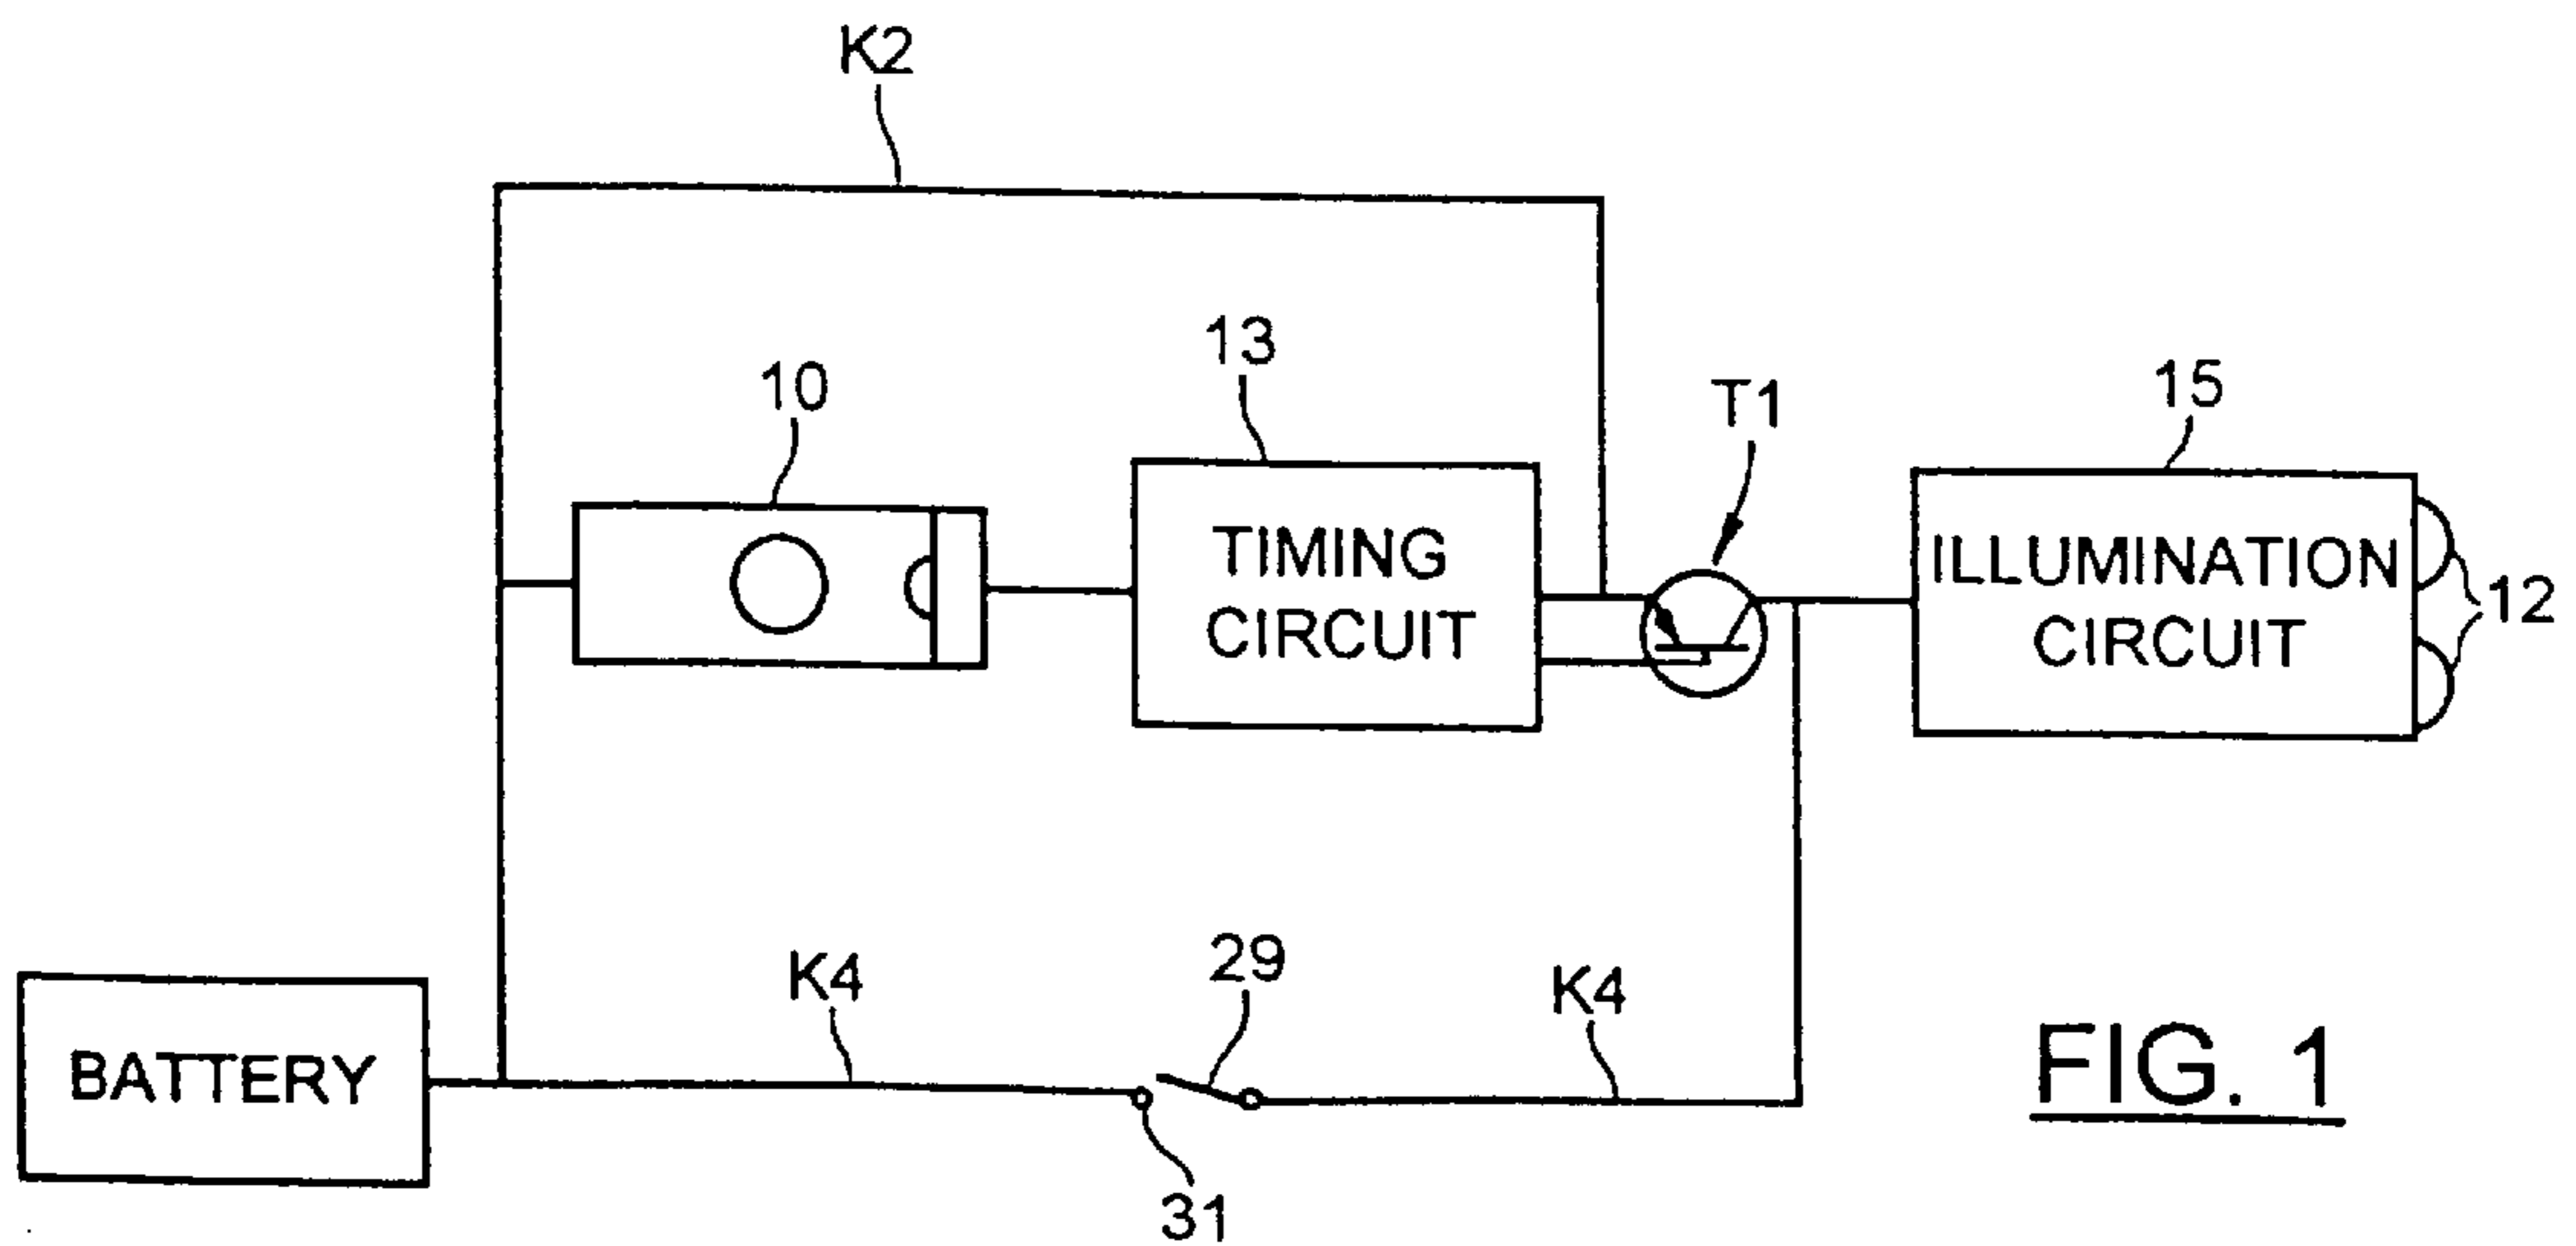 K2
10
13
T1
15
TIMING
CIRCUIT
ILLUMINATION
CIRCUIT
12
BATTERY
K4
29
K4
31
FIG. 1